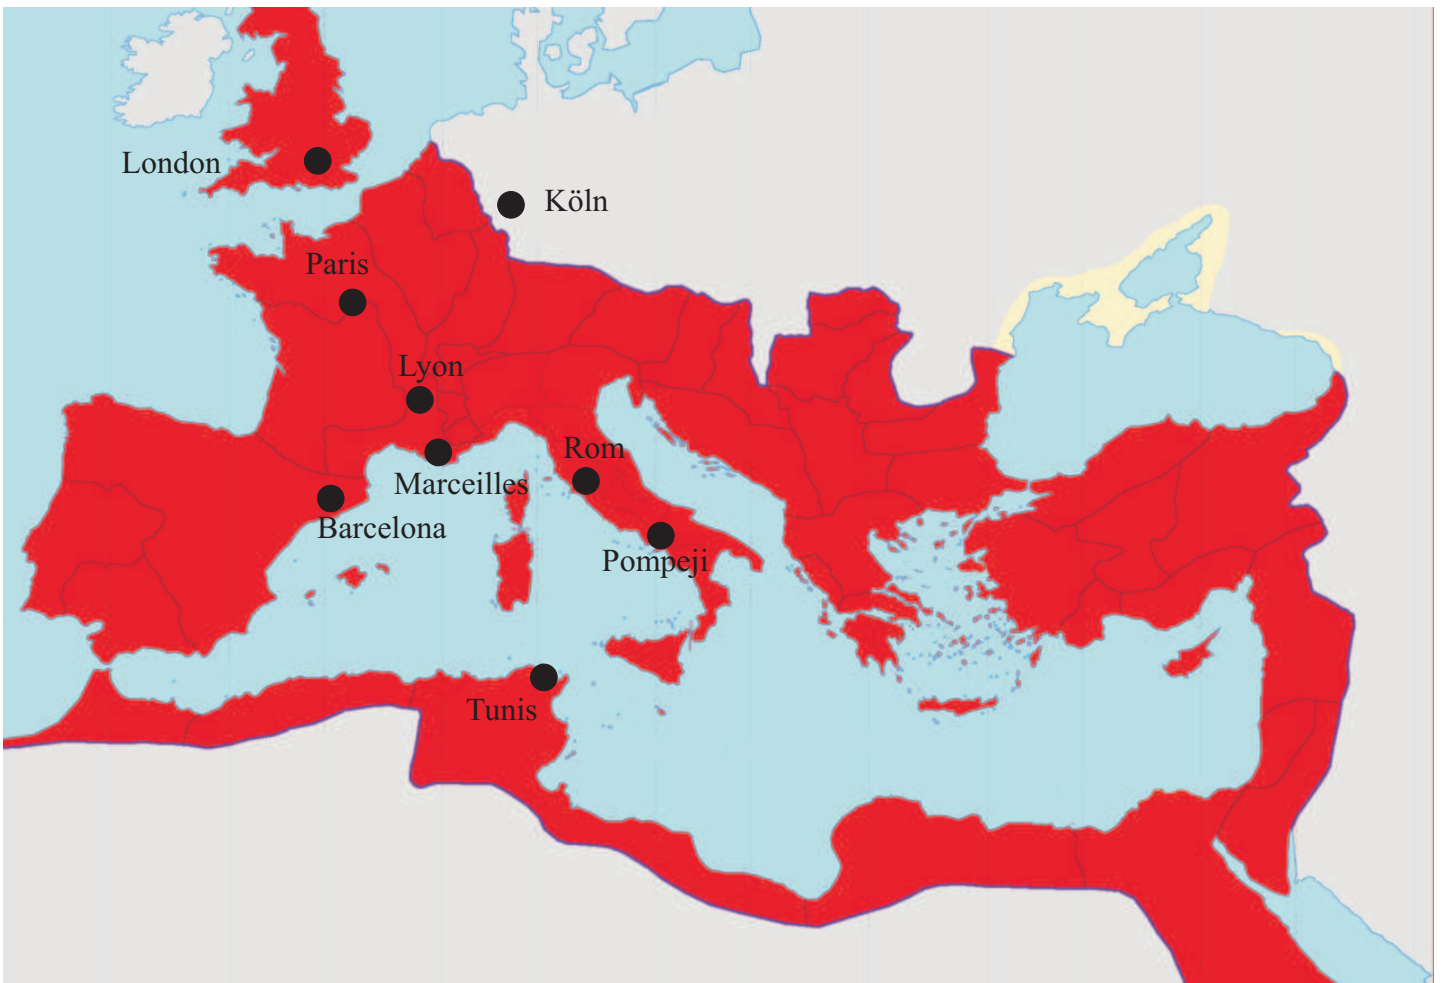 London
Köln
Paris
Lyon
Rom
Marceilles
Barcelona
Pompeji
Tunis